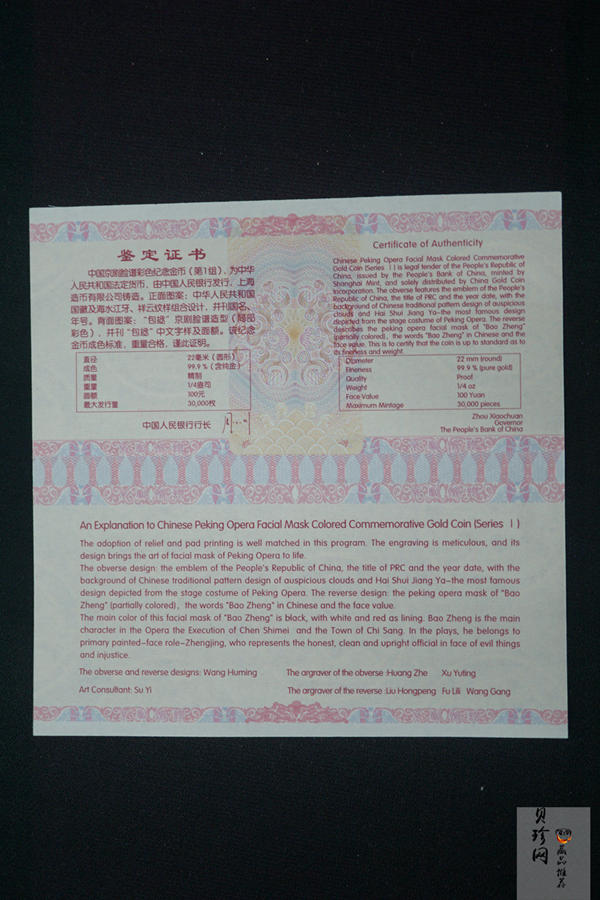 鉴定证书
中国京剧脸谱彩色纪念金币（第1组），为中华
人民共和国法定货币，由中国人民银行发行，上海
造币有限公司铸造。正面图案：中华人民共和国
国徽及海水江牙、祥云纹样组合设计，并刊国名、
年号。背面图案：“包拯”京剧脸谱造型（局部
彩色），并刊“包拯”中文字样及面额。该纪念
金币成色标准，重量合格，谨此证明。
直径 22毫米（圆形）
成色 99.9％（含纯金）
质量 精制
重量 1/4盎司
面额 100元
最大发行量 30,000枚
中国人民银行行长
Certificate of Authenticity
Chinese Peking Opera Facial Mask Colored Commemorative
Gold Coin (Series Ⅰ) is legal tender of the People's Republic of
China, issued by the People's Bank of China, minted by
Shanghai Mint, and solely distributed by China Gold Coin
Incorporation. The obverse features the emblem of the People's
Republic of China, the title of PRC and the year date, with the
background of Chinese traditional pattern design of auspicious
clouds and Hai Shui Jiang Ya-the most famous design
depicted from the stage costume of Peking Opera. The reverse
describes the peking opera facial mask of "Bao Zheng"
(partially colored), the words "Bao Zheng" in Chinese and the
face value. This is to certify that the coin is up to standard as to
its fineness and weight.
Diameter 22 mm (round)
Fineness 99.9 % (pure gold)
Quality Proof
Weight 1/4 oz
Face Value 100 Yuan
Maximum Mintage 30,000 pieces
Zhou Xiaochuan
Governor
The People's Bank of China
An Explanation to Chinese Peking Opera Facial Mask Colored Commemorative Gold Coin (Series Ⅰ)
The adoption of relief and pad printing is well matched in this program. The engraving is meticulous, and its
design brings the art of facial mask of Peking Opera to life.
The obverse design: the emblem of the People's Republic of China, the title of PRC and the year date, with the
background of Chinese traditional pattern design of auspicious clouds and Hai Shui Jiang Ya-the most famous
design depicted from the stage costume of Peking Opera. The reverse design: the peking opera mask of "Bao
Zheng" (partially colored), the words "Bao Zheng" in Chinese and the face value.
The main color of this facial mask of "Bao Zheng" is black, with white and red as lining. Bao Zheng is the main
character in the Opera the Execution of Chen Shimei and the Town of Chi Sang. In the plays, he belongs to
primary painted-face role-Zhengjing, who represents the honest, clean and upright official in face of evil things
and injustice.
The obverse and reverse designs: Wang Huming The argraver of the obverse :Huang Zhe Xu Yuting
Art Consultant: Su Yi The argraver of the reverse :Liu Hongpeng Fu Lili Wang Gang
贝珍网
藏品推荐